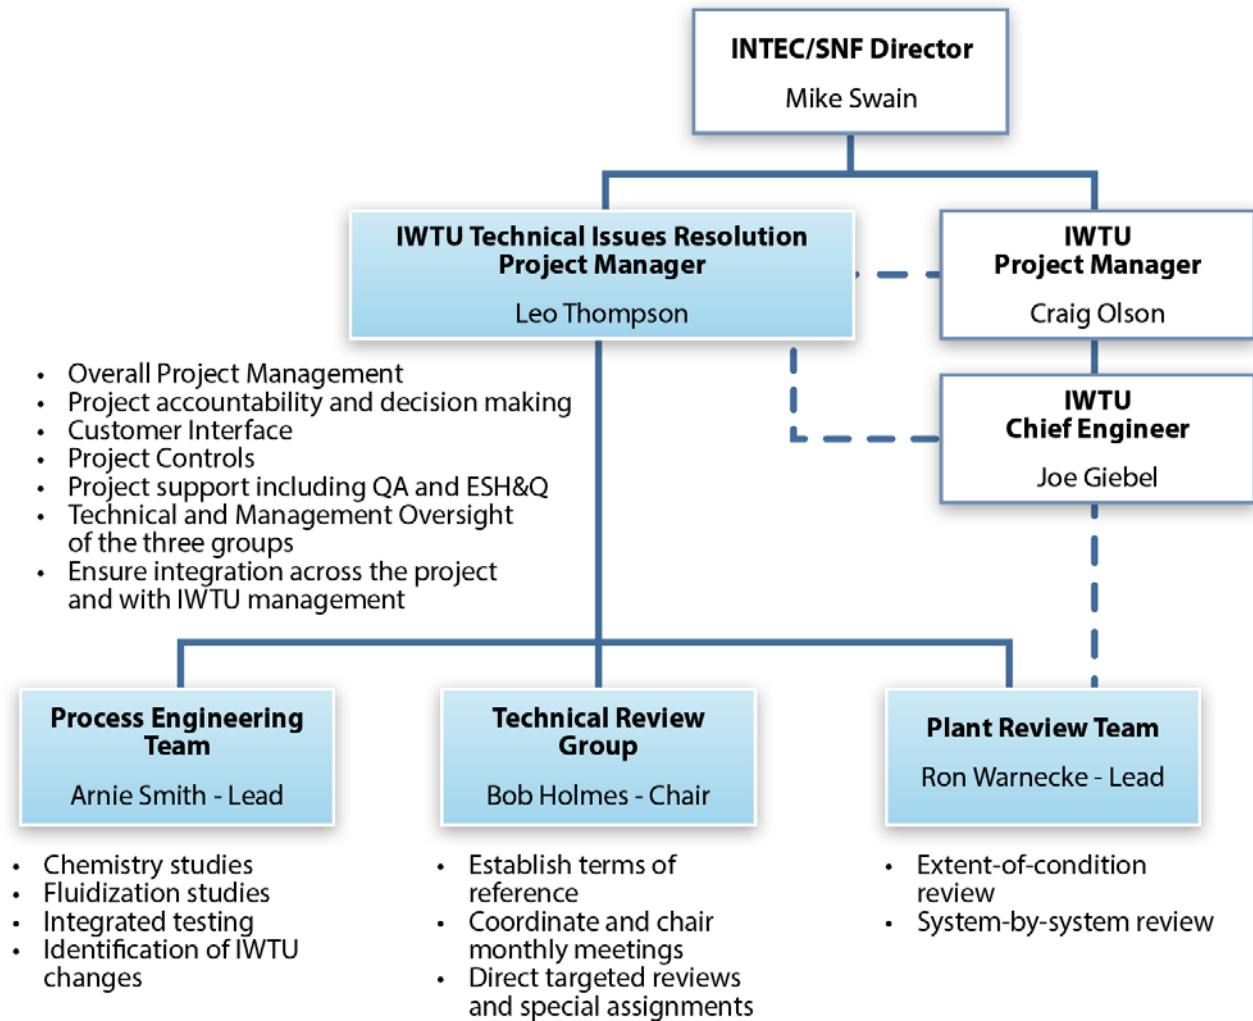 INTEC/SNF Director
Mike Swain
IWTU Technical Issues Resolution
Project Manager
Leo Thompson
IWTU
Project Manager
Craig Olson
IWTU
Chief Engineer
Joe Giebel
• Overall Project Management
• Project accountability and decision making
• Customer Interface
• Project Controls
• Project support including QA and ESH&Q
• Technical and Management Oversight
of the three groups
• Ensure integration across the project
and with IWTU management
Process Engineering
Team
Arnie Smith - Lead
• Chemistry studies
• Fluidization studies
• Integrated testing
• Identification of IWTU
changes
Technical Review
Group
Bob Holmes - Chair
• Establish terms of
reference
• Coordinate and chair
monthly meetings
• Direct targeted reviews
and special assignments
Plant Review Team
Ron Warnecke - Lead
• Extent-of-condition
review
• System-by-system review